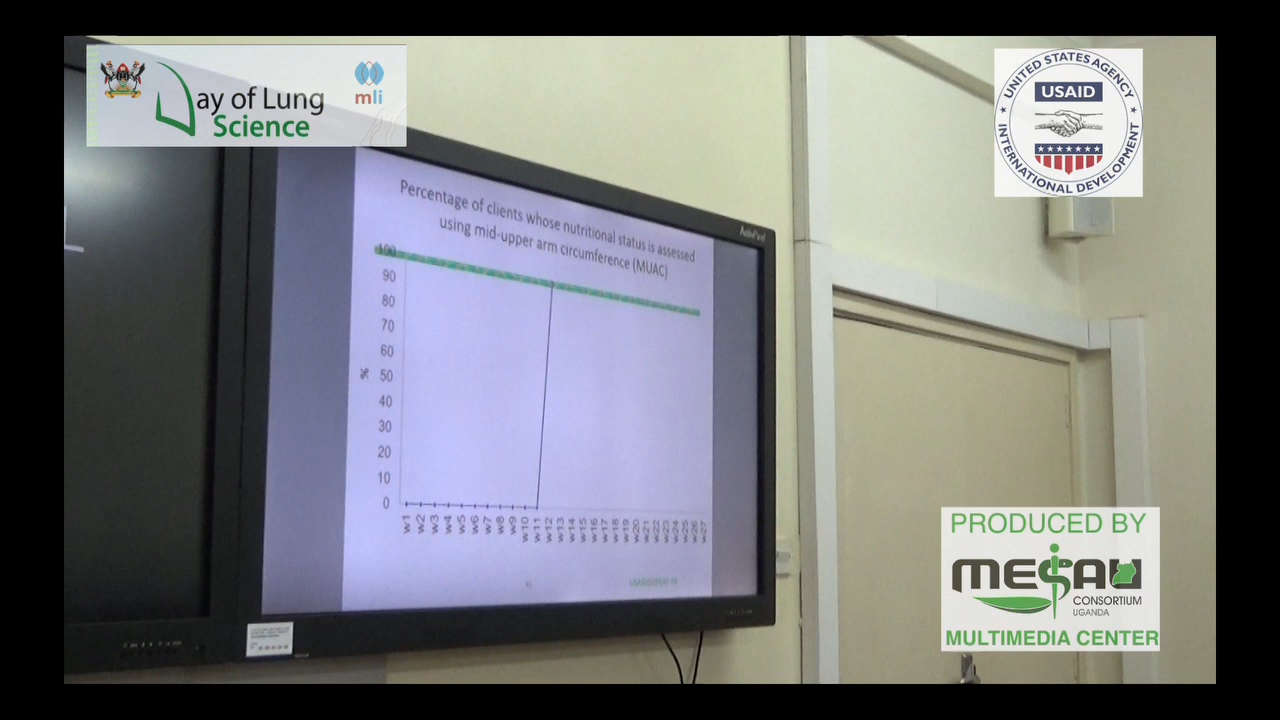 Day of Lung
Science
mli
UNITED STATES AGENCY
USAID
INTERNATIONAL DEVELOPMENT
ActivPanel
Percentage of clients whose nutritional status is assessed
using mid-upper arm circumference (MUAC)
100
90
80
70
60
50
40
30
20
10
0
%
w1 w2 w3 w4 w5 w6 w7 w8 w9 w10 w11 w12 w13 w14 w15 w16 w17 w18 w19 w20 w21 w22 w23 w24 w25 w26 w27
PRODUCED BY
MESAU
CONSORTIUM
UGANDA
MULTIMEDIA CENTER